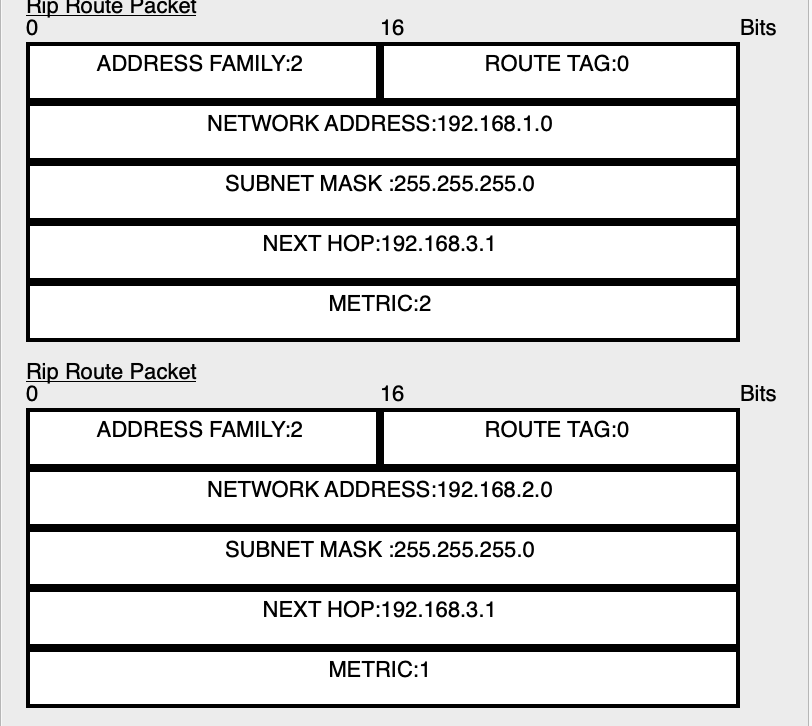 Rip Route Packet
0 16 Bits
ADDRESS FAMILY:2 ROUTE TAG:0
NETWORK ADDRESS:192.168.1.0
SUBNET MASK :255.255.255.0
NEXT HOP:192.168.3.1
METRIC:2
Rip Route Packet
0 16 Bits
ADDRESS FAMILY:2 ROUTE TAG:0
NETWORK ADDRESS:192.168.2.0
SUBNET MASK :255.255.255.0
NEXT HOP:192.168.3.1
METRIC:1